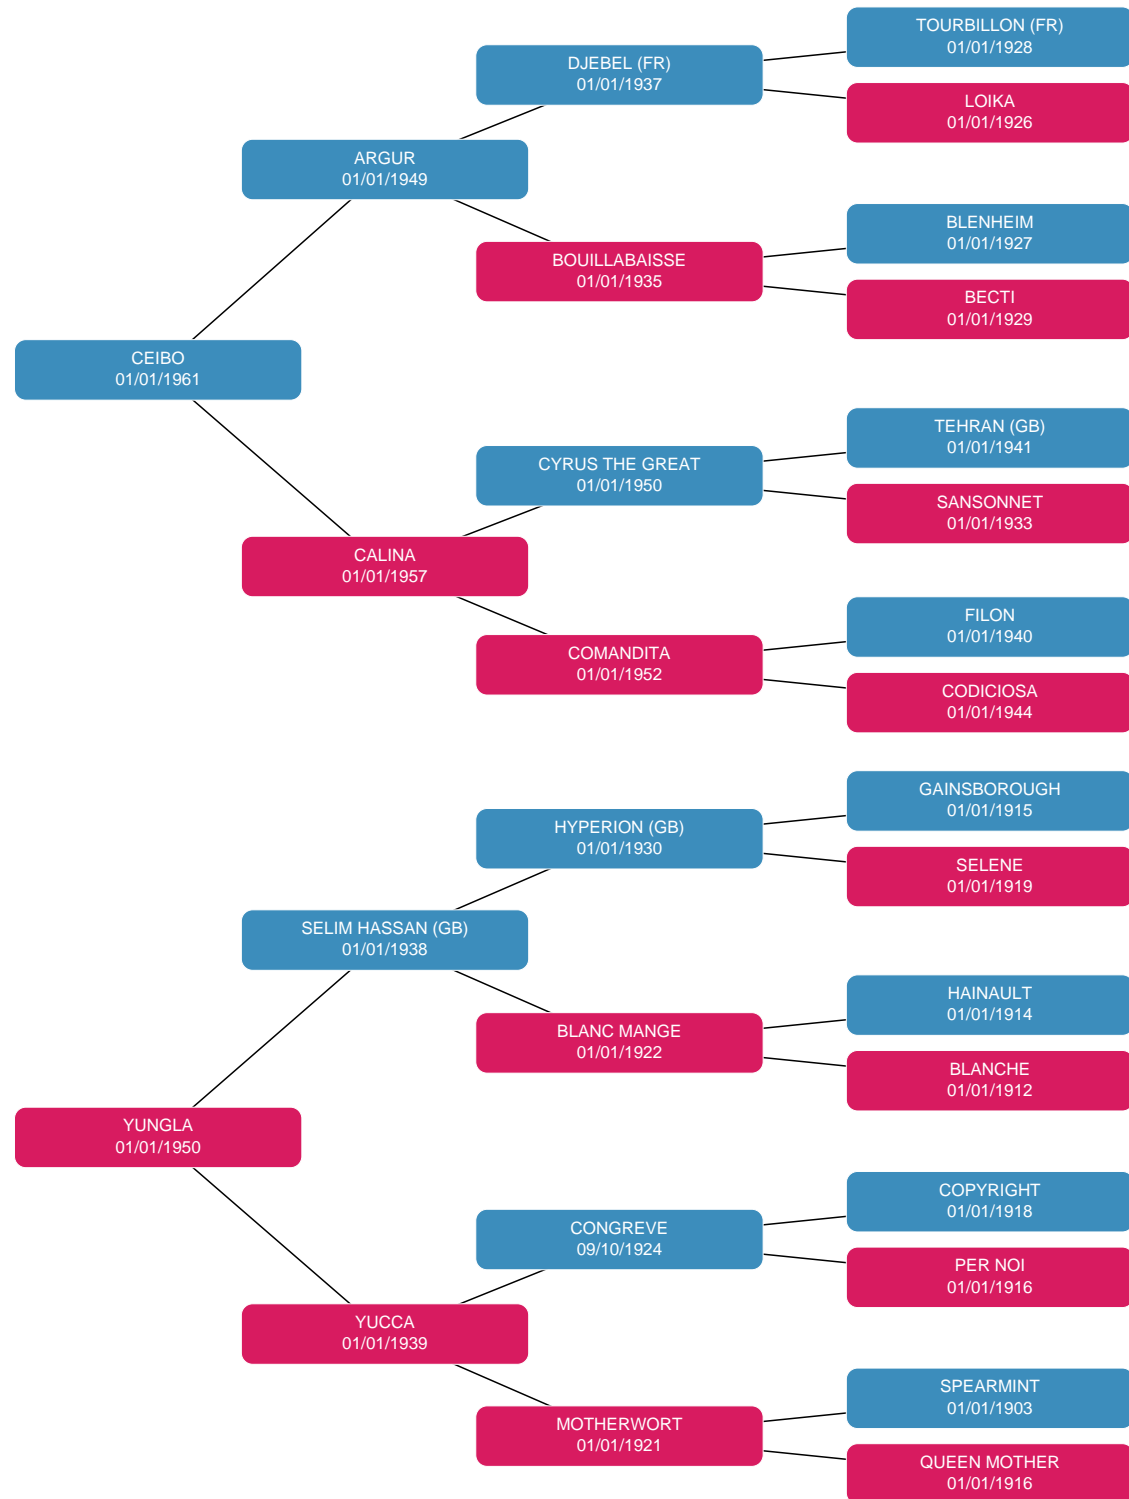 TOURBILLON (FR)
01/01/1928
DJEBEL (FR)
01/01/1937
LOIKA
01/01/1926
ARGUR
01/01/1949
BLENHEIM
01/01/1927
BOUILLABAISSE
01/01/1935
BECTI
01/01/1929
CEIBO
01/01/1961
TEHRAN (GB)
01/01/1941
CYRUS THE GREAT
01/01/1950
SANSONNET
01/01/1933
CALINA
01/01/1957
FILON
01/01/1940
COMANDITA
01/01/1952
CODICIOSA
01/01/1944
GAINSBOROUGH
01/01/1915
HYPERION (GB)
01/01/1930
SELENE
01/01/1919
SELIM HASSAN (GB)
01/01/1938
HAINAULT
01/01/1914
BLANC MANGE
01/01/1922
BLANCHE
01/01/1912
YUNGLA
01/01/1950
COPYRIGHT
01/01/1918
CONGREVE
09/10/1924
PER NOI
01/01/1916
YUCCA
01/01/1939
SPEARMINT
01/01/1903
MOTHERWORT
01/01/1921
QUEEN MOTHER
01/01/1916